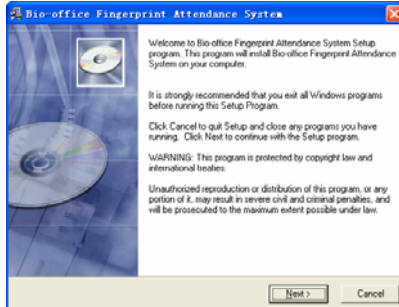 Bio-office Fingerprint Attendance System
Welcome to Bio-office Fingerprint Attendance System Setup
program. This program will install Bio-office Fingerprint Attendance
System on your computer.
It is strongly recommended that you exit all Windows programs
before running this Setup Program.
Click Cancel to quit Setup and close any programs you have
running. Click Next to continue with the Setup program.
WARNING: This program is protected by copyright law and
international treaties.
Unauthorized reproduction or distribution of this program, or any
portion of it, may result in severe civil and criminal penalties, and
will be prosecuted to the maximum extent possible under law.
Next >
Cancel